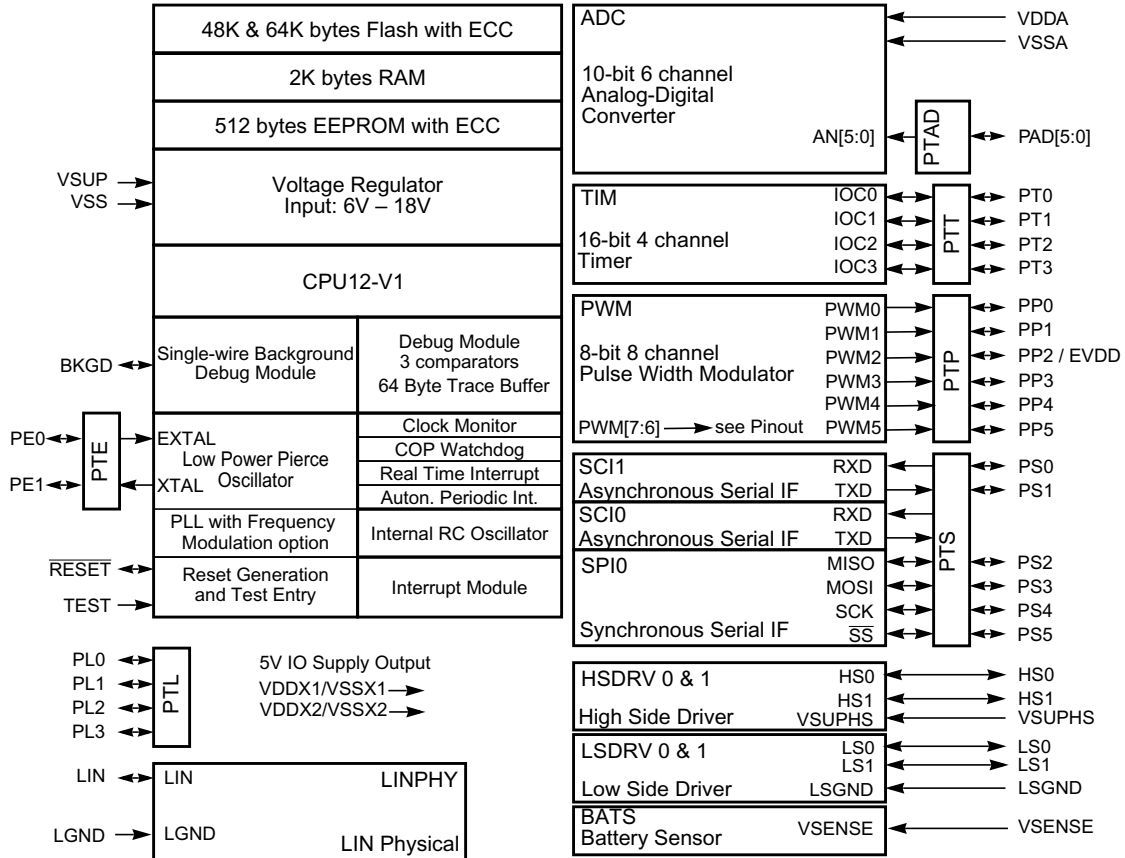 48K & 64K bytes Flash with ECC
2K bytes RAM
512 bytes EEPROM with ECC
VSUP
VSS
Voltage Regulator
Input: 6V – 18V
CPU12-V1
BKGD
Single-wire Background
Debug Module
Debug Module
3 comparators
64 Byte Trace Buffer
PE0
PE1
PTE
EXTAL
Low Power Pierce
Oscillator
XTAL
Clock Monitor
COP Watchdog
Real Time Interrupt
Auton. Periodic Int.
PLL with Frequency
Modulation option
Internal RC Oscillator
RESET
TEST
Reset Generation
and Test Entry
Interrupt Module
PL0
PL1
PL2
PL3
PTL
5V IO Supply Output
VDDX1/VSSX1
VDDX2/VSSX2
LIN
LGND
LIN
LINPHY
LGND
LIN Physical
ADC
10-bit 6 channel
Analog-Digital
Converter
AN[5:0]
PTAD
VDDA
VSSA
PAD[5:0]
TIM
16-bit 4 channel
Timer
IOC0
IOC1
IOC2
IOC3
PTT
PT0
PT1
PT2
PT3
PWM
8-bit 8 channel
Pulse Width Modulator
PWM[7:6] see Pinout
PWM0
PWM1
PWM2
PWM3
PWM4
PWM5
PTP
PP0
PP1
PP2 / EVDD
PP3
PP4
PP5
SCI1
Asynchronous Serial IF
RXD
TXD
SCI0
Asynchronous Serial IF
RXD
TXD
SPI0
Synchronous Serial IF
MISO
MOSI
SCK
SS
PTS
PS0
PS1
PS2
PS3
PS4
PS5
HSDRV 0 & 1
High Side Driver
HS0
HS1
VSUPHS
HS0
HS1
VSUPHS
LSDRV 0 & 1
Low Side Driver
LS0
LS1
LSGND
LS0
LS1
LSGND
BATS
Battery Sensor
VSENSE
VSENSE